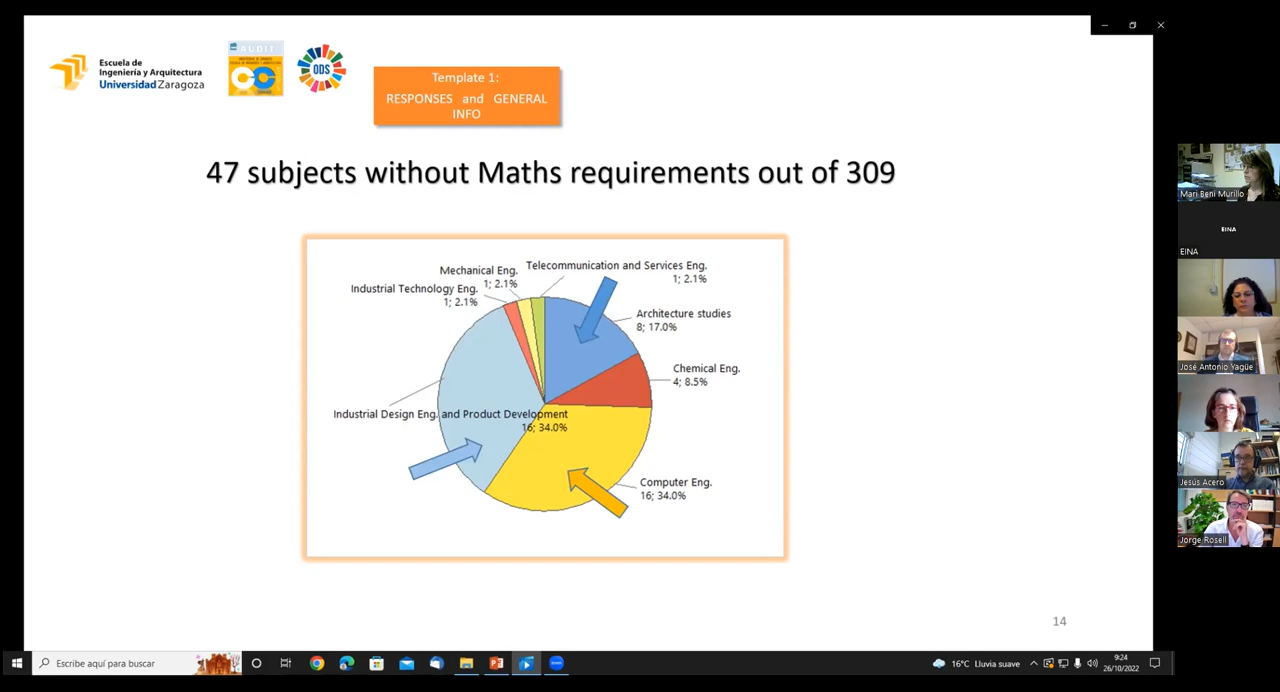 Escuela de
Ingeniería y Arquitectura
Universidad Zaragoza
AUDIT
ODS
Template 1:
RESPONSES and GENERAL
INFO
47 subjects without Maths requirements out of 309
Telecommunication and Services Eng.
1; 2.1%
Mechanical Eng.
1; 2.1%
Industrial Technology Eng.
1; 2.1%
Architecture studies
8; 17.0%
Chemical Eng.
4; 8.5%
Industrial Design Eng. and Product Development
16; 34.0%
Computer Eng.
16; 34.0%
14
Mari Beni Murillo
EINA
EINA
José Antonio Yagüe
Jesús Acero
Jorge Rosell
Escribe aquí para buscar
16°C Lluvia suave
9:24
26/10/2022